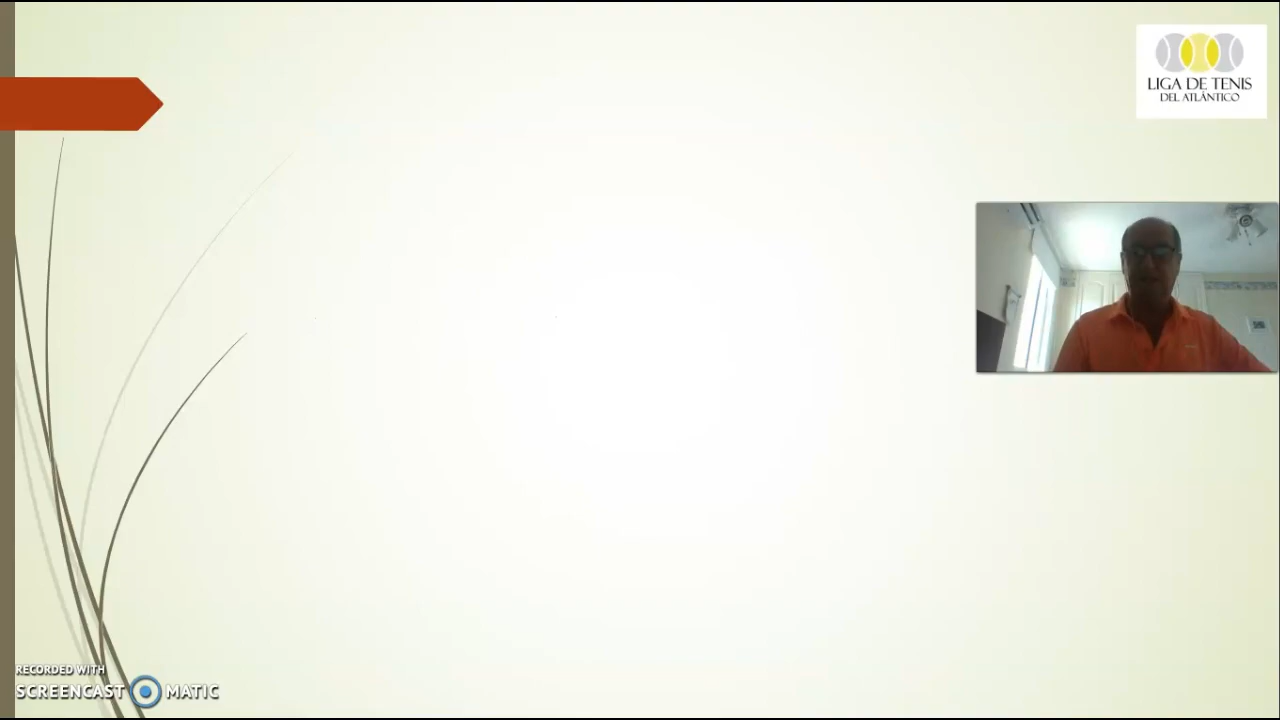 LIGA DE TENIS
DEL ATLÁNTICO
RECORDED WITH
SCREENCAST MATIC